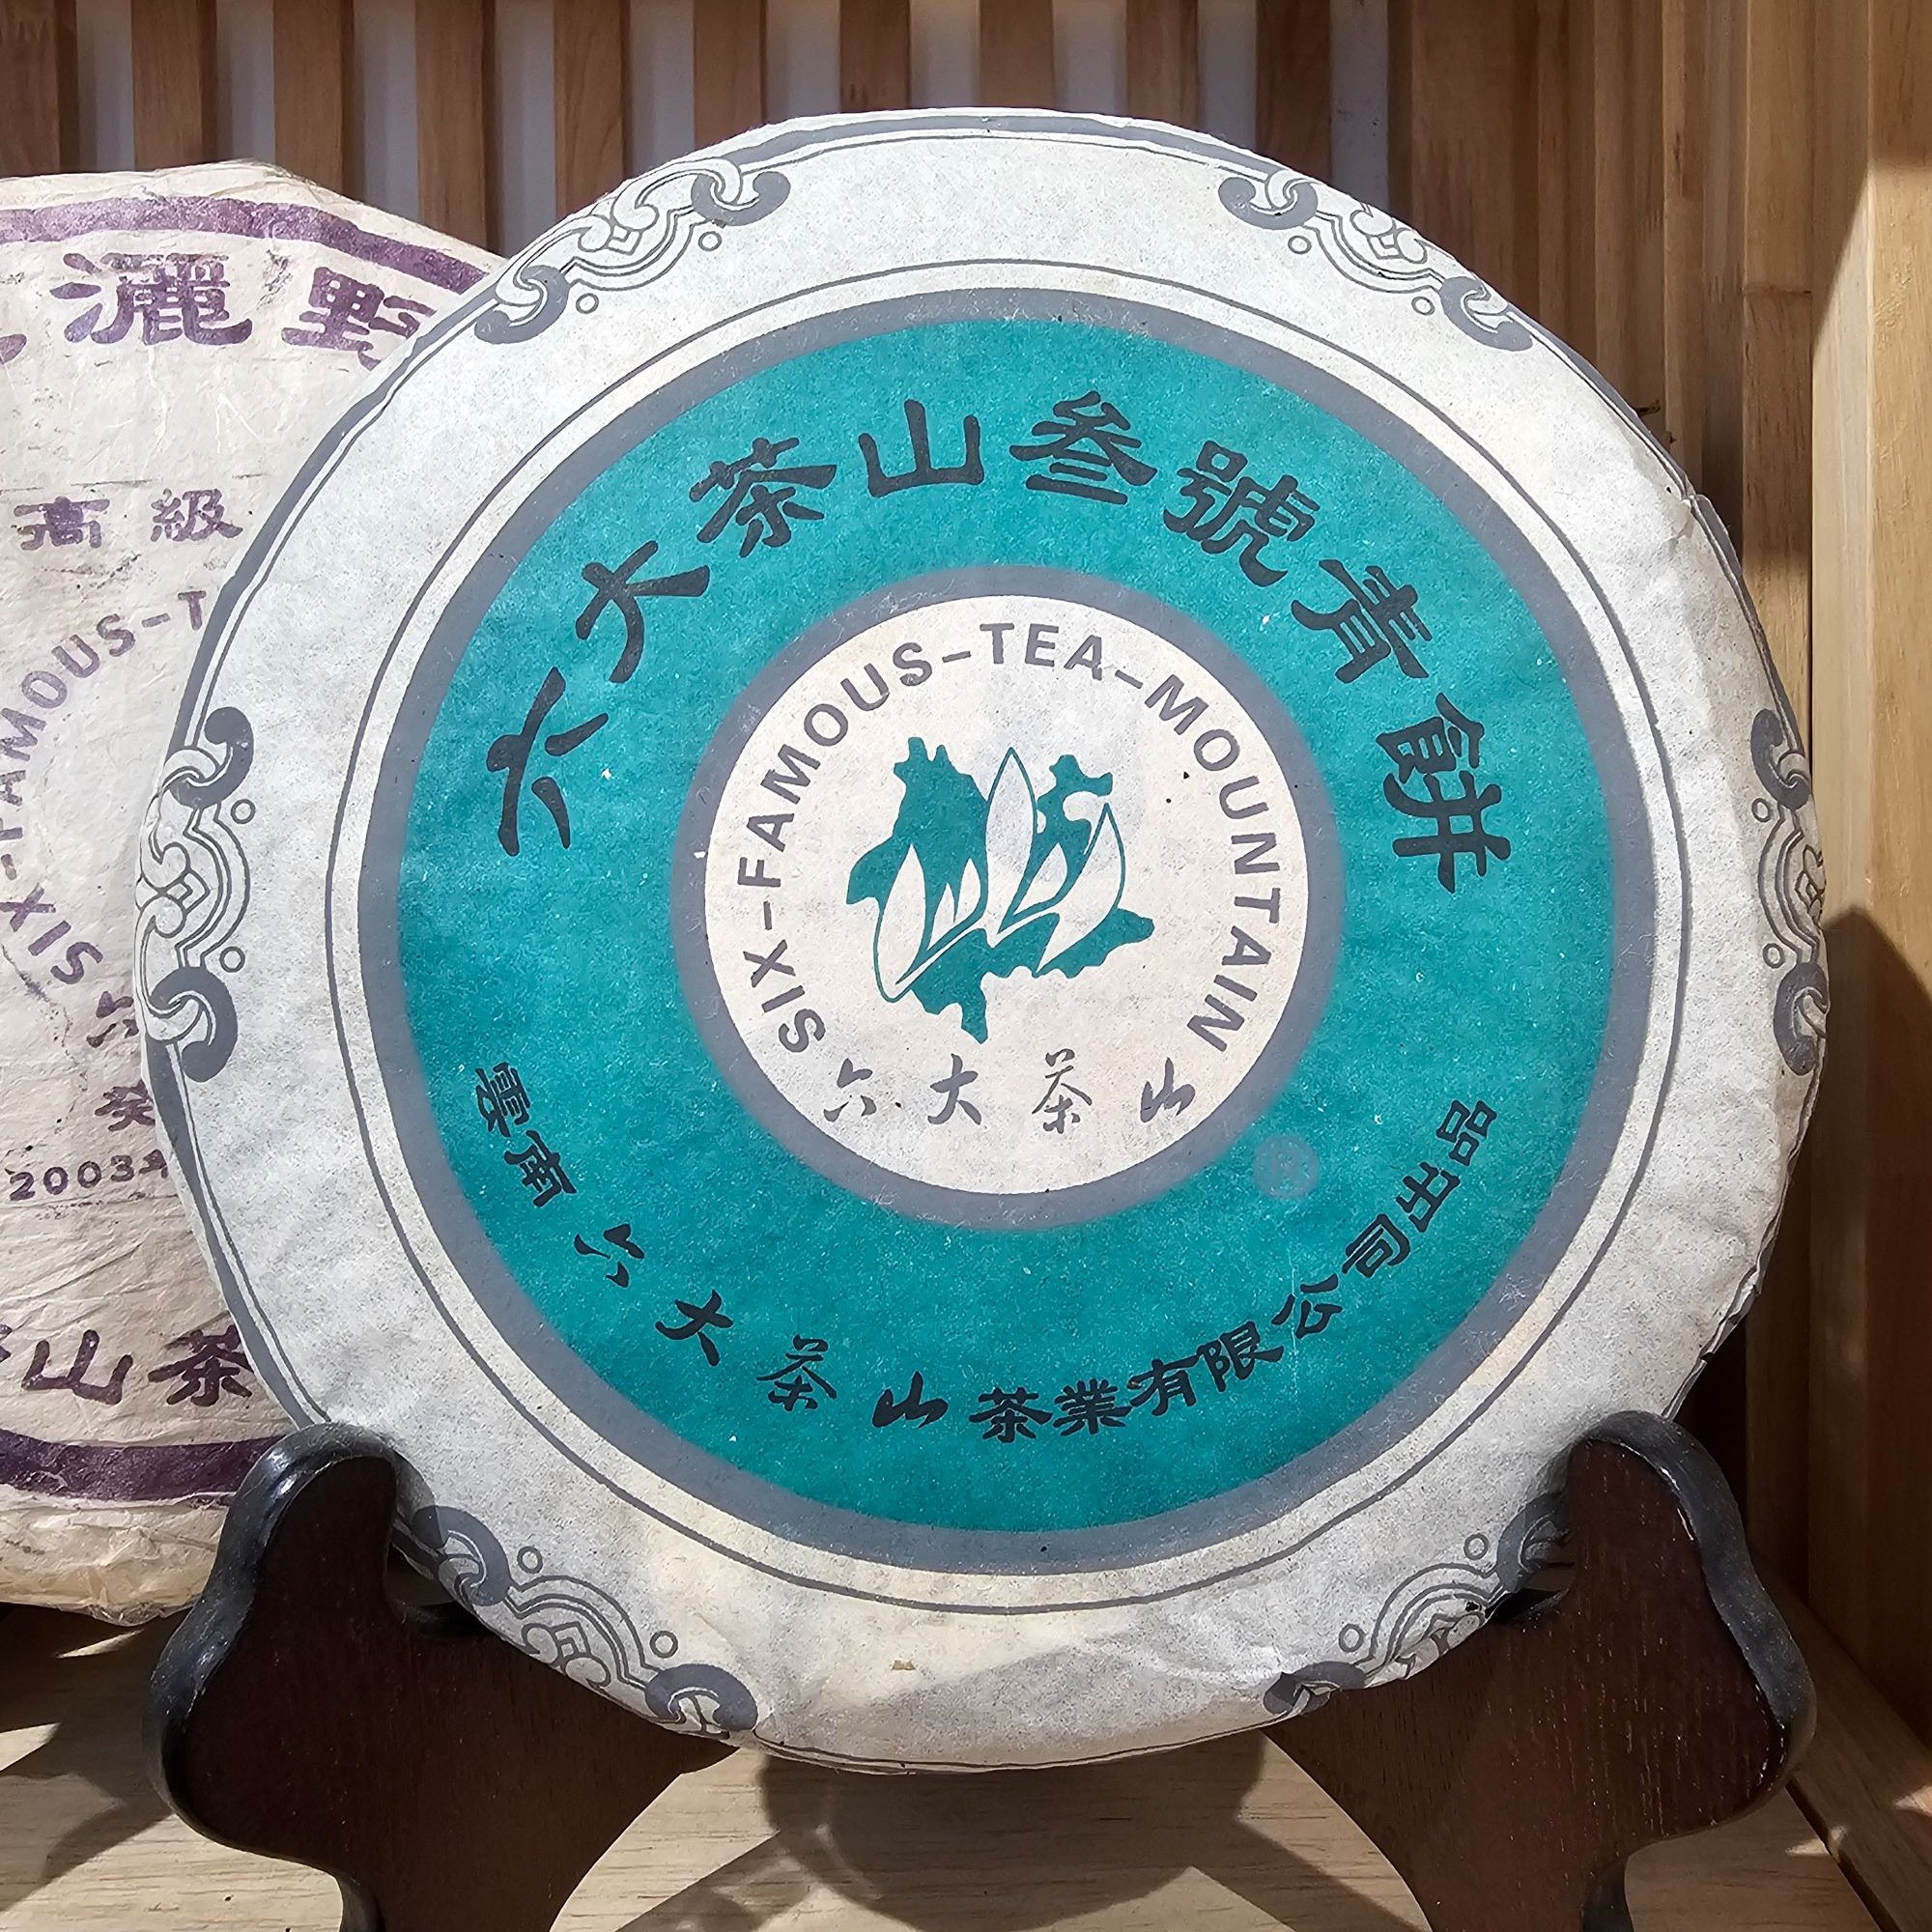 灑野
高級
FAMOUS-T
SIX
2003
山茶
六大茶山叁號青餅
SIX-FAMOUS-TEA-MOUNTAIN
六大茶山
雲南六大茶山茶業有限公司出品